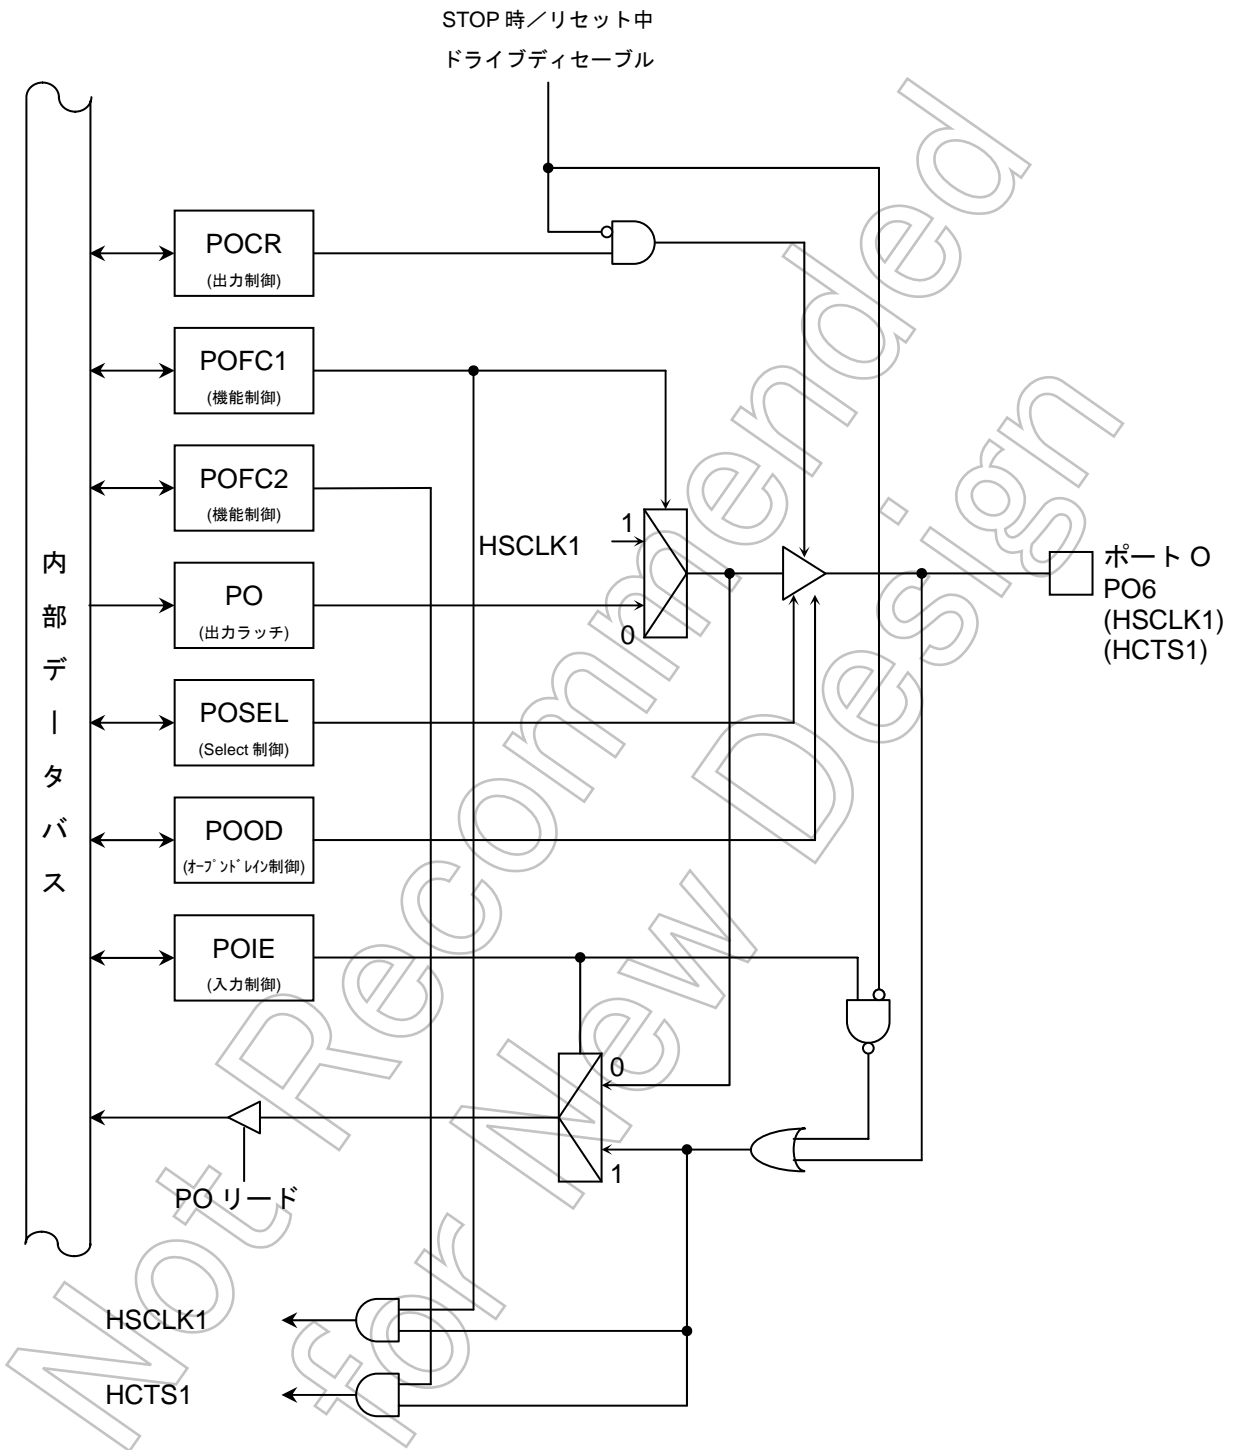 STOP 時／リセット中
ドライブディセーブル
POCR
(出力制御)
POFC1
(機能制御)
POFC2
(機能制御)
PO
(出力ラッチ)
POSEL
(Select 制御)
POOD
(ｵｰﾌﾟﾝﾄﾞﾚｲﾝ制御)
POIE
(入力制御)
内部データバス
HSCLK1
1
0
ポート O
PO6
(HSCLK1)
(HCTS1)
0
1
PO リード
HSCLK1
HCTS1
Not Recommended
for New Design